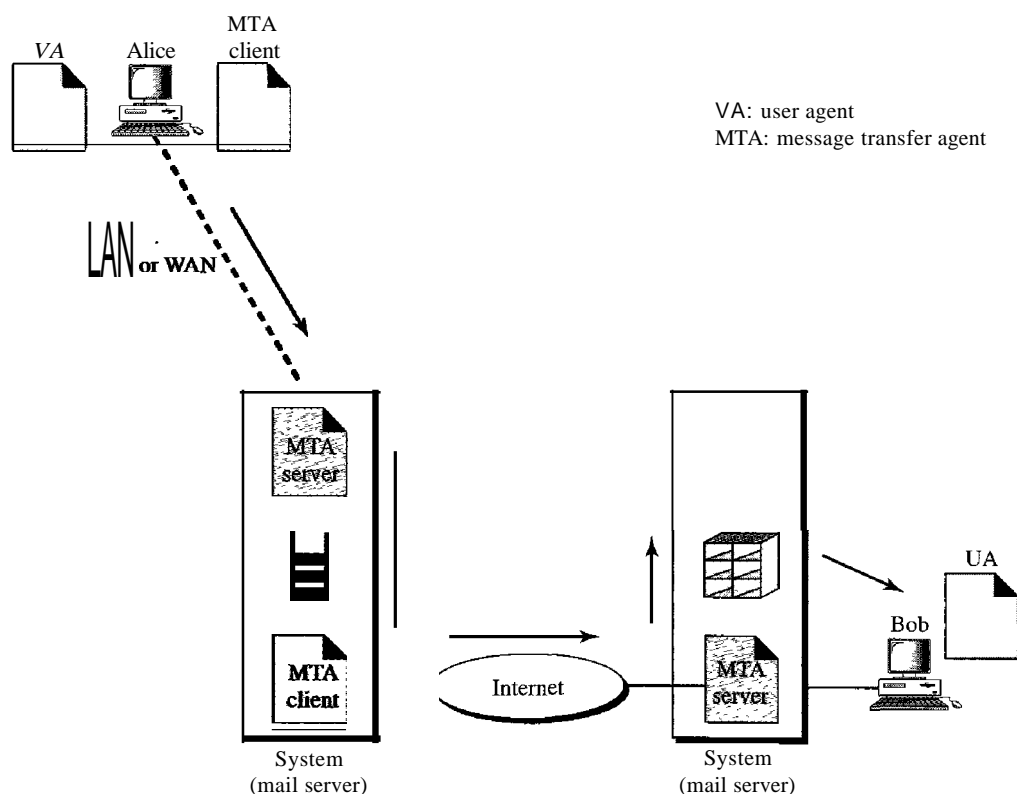 VA
Alice
MTA
client
VA: user agent
MTA: message transfer agent
LAN or WAN
MTA
server
MTA
client
System
(mail server)
Internet
MTA
server
System
(mail server)
Bob
UA